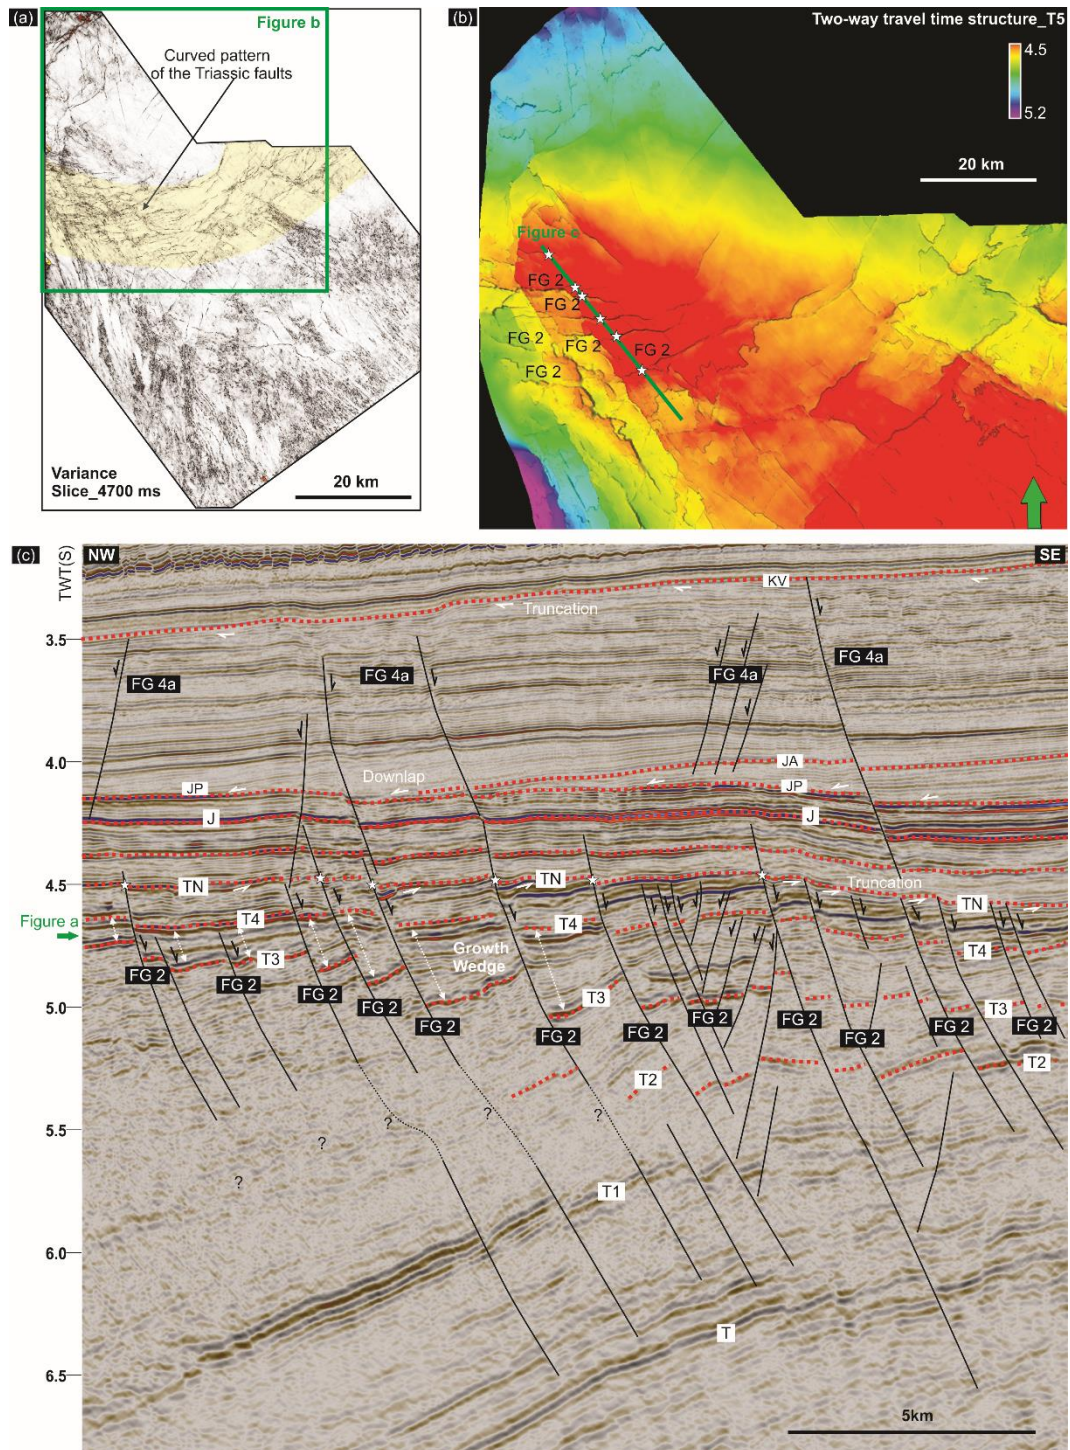 (a)
Figure b
Curved pattern
of the Triassic faults
Variance
Slice_4700 ms
20 km
(b)
Two-way travel time structure_T5
4.5
5.2
20 km
Figure c
FG 2
FG 2
FG 2
FG 2
FG 2
FG 2
(c)
NW
SE
TWT(S)
KV
Truncation
3.5
FG 4a
FG 4a
FG 4a
FG 4a
4.0
JA
Downlap
JP
JP
J
J
4.5
TN
TN
Truncation
TN
Figure a
T4
T4
T4
Growth
Wedge
T3
FG 2
FG 2
FG 2
FG 2
FG 2
5.0
T3
T3
FG 2
FG 2
FG 2
FG 2
FG 2
FG 2
FG 2
T2
T2
5.5
?
?
?
?
?
T1
6.0
T
6.5
5km